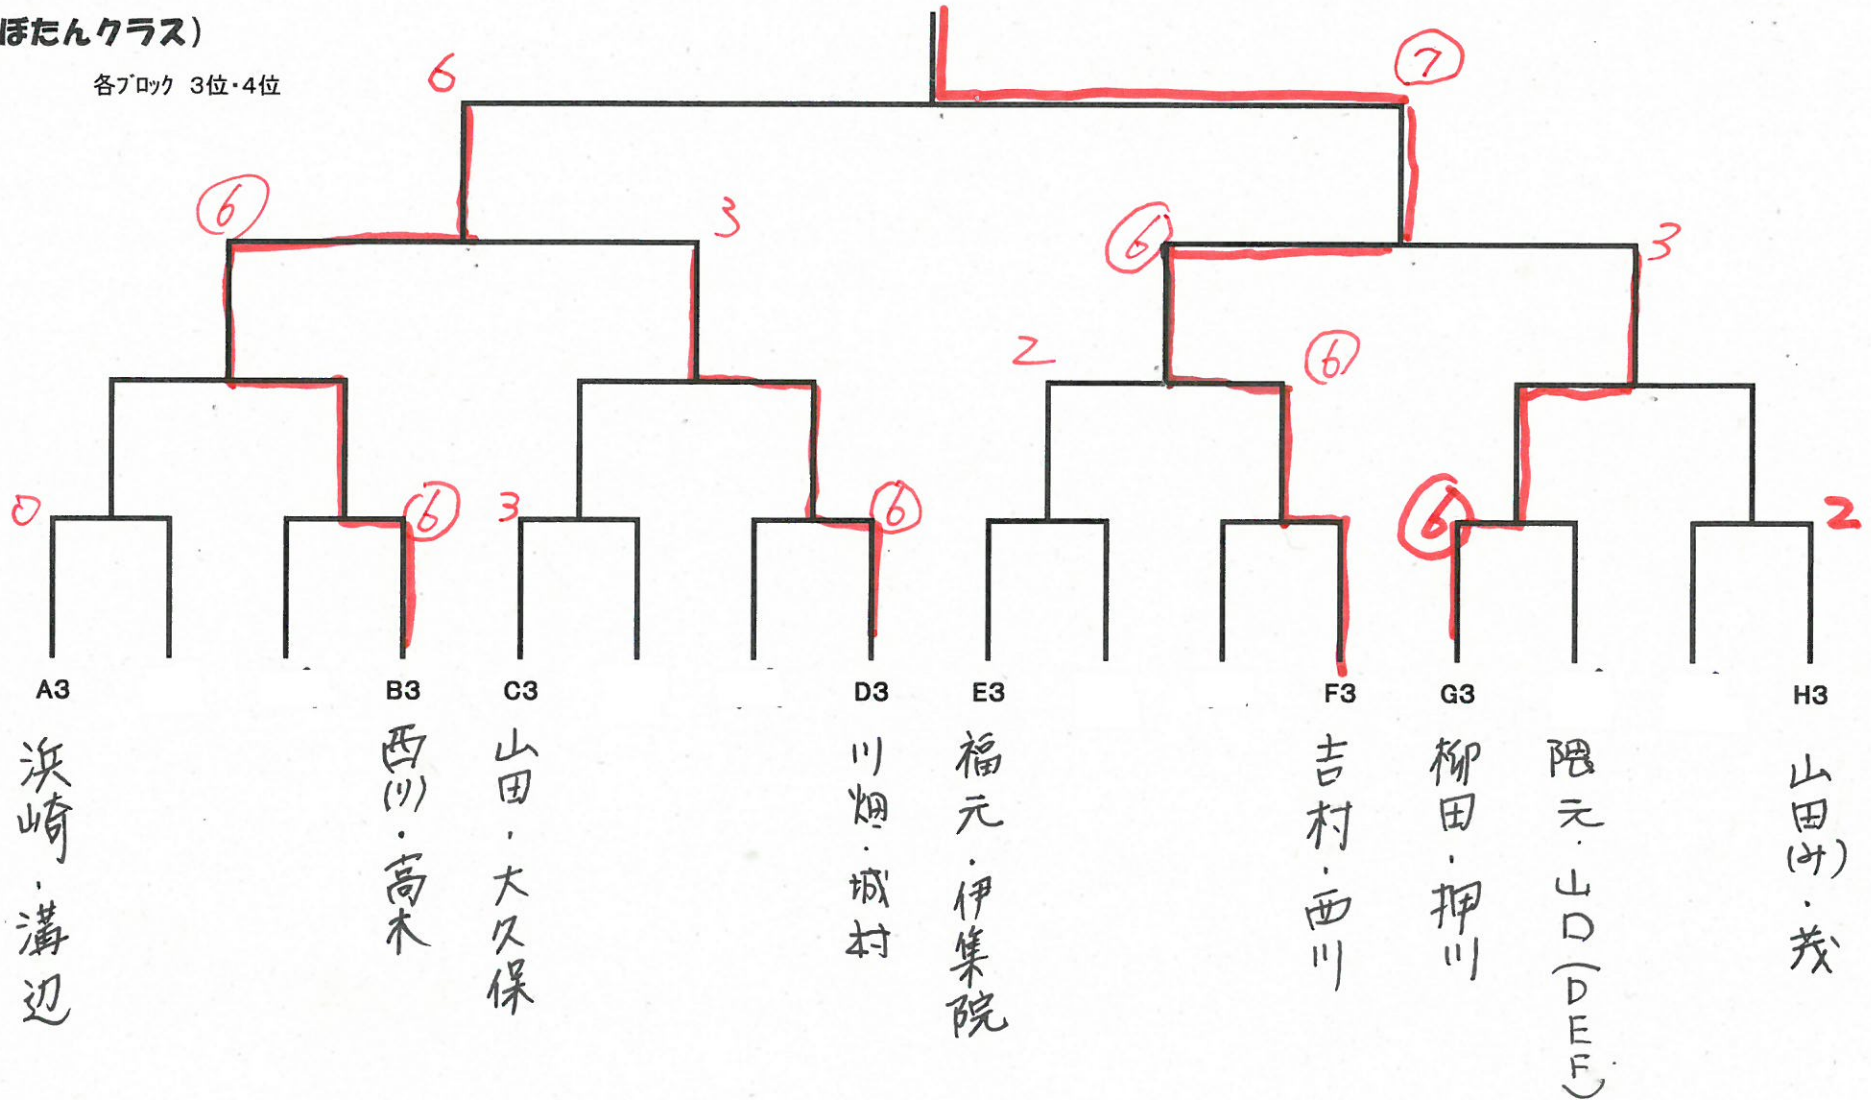 ぼたんクラス)
各ブロック 3位・4位
6
⑦
⑥
3
⑥
3
2
⑥
0
⑥
3
⑥
⑥
2
A3
B3
C3
D3
E3
F3
G3
H3
浜崎・溝辺
西川(リ)・高木
山田・大久保
川畑・城村
福元・伊集院
吉村・西川
柳田・押川
隈元・山口(DEF)
山田(み)・茂